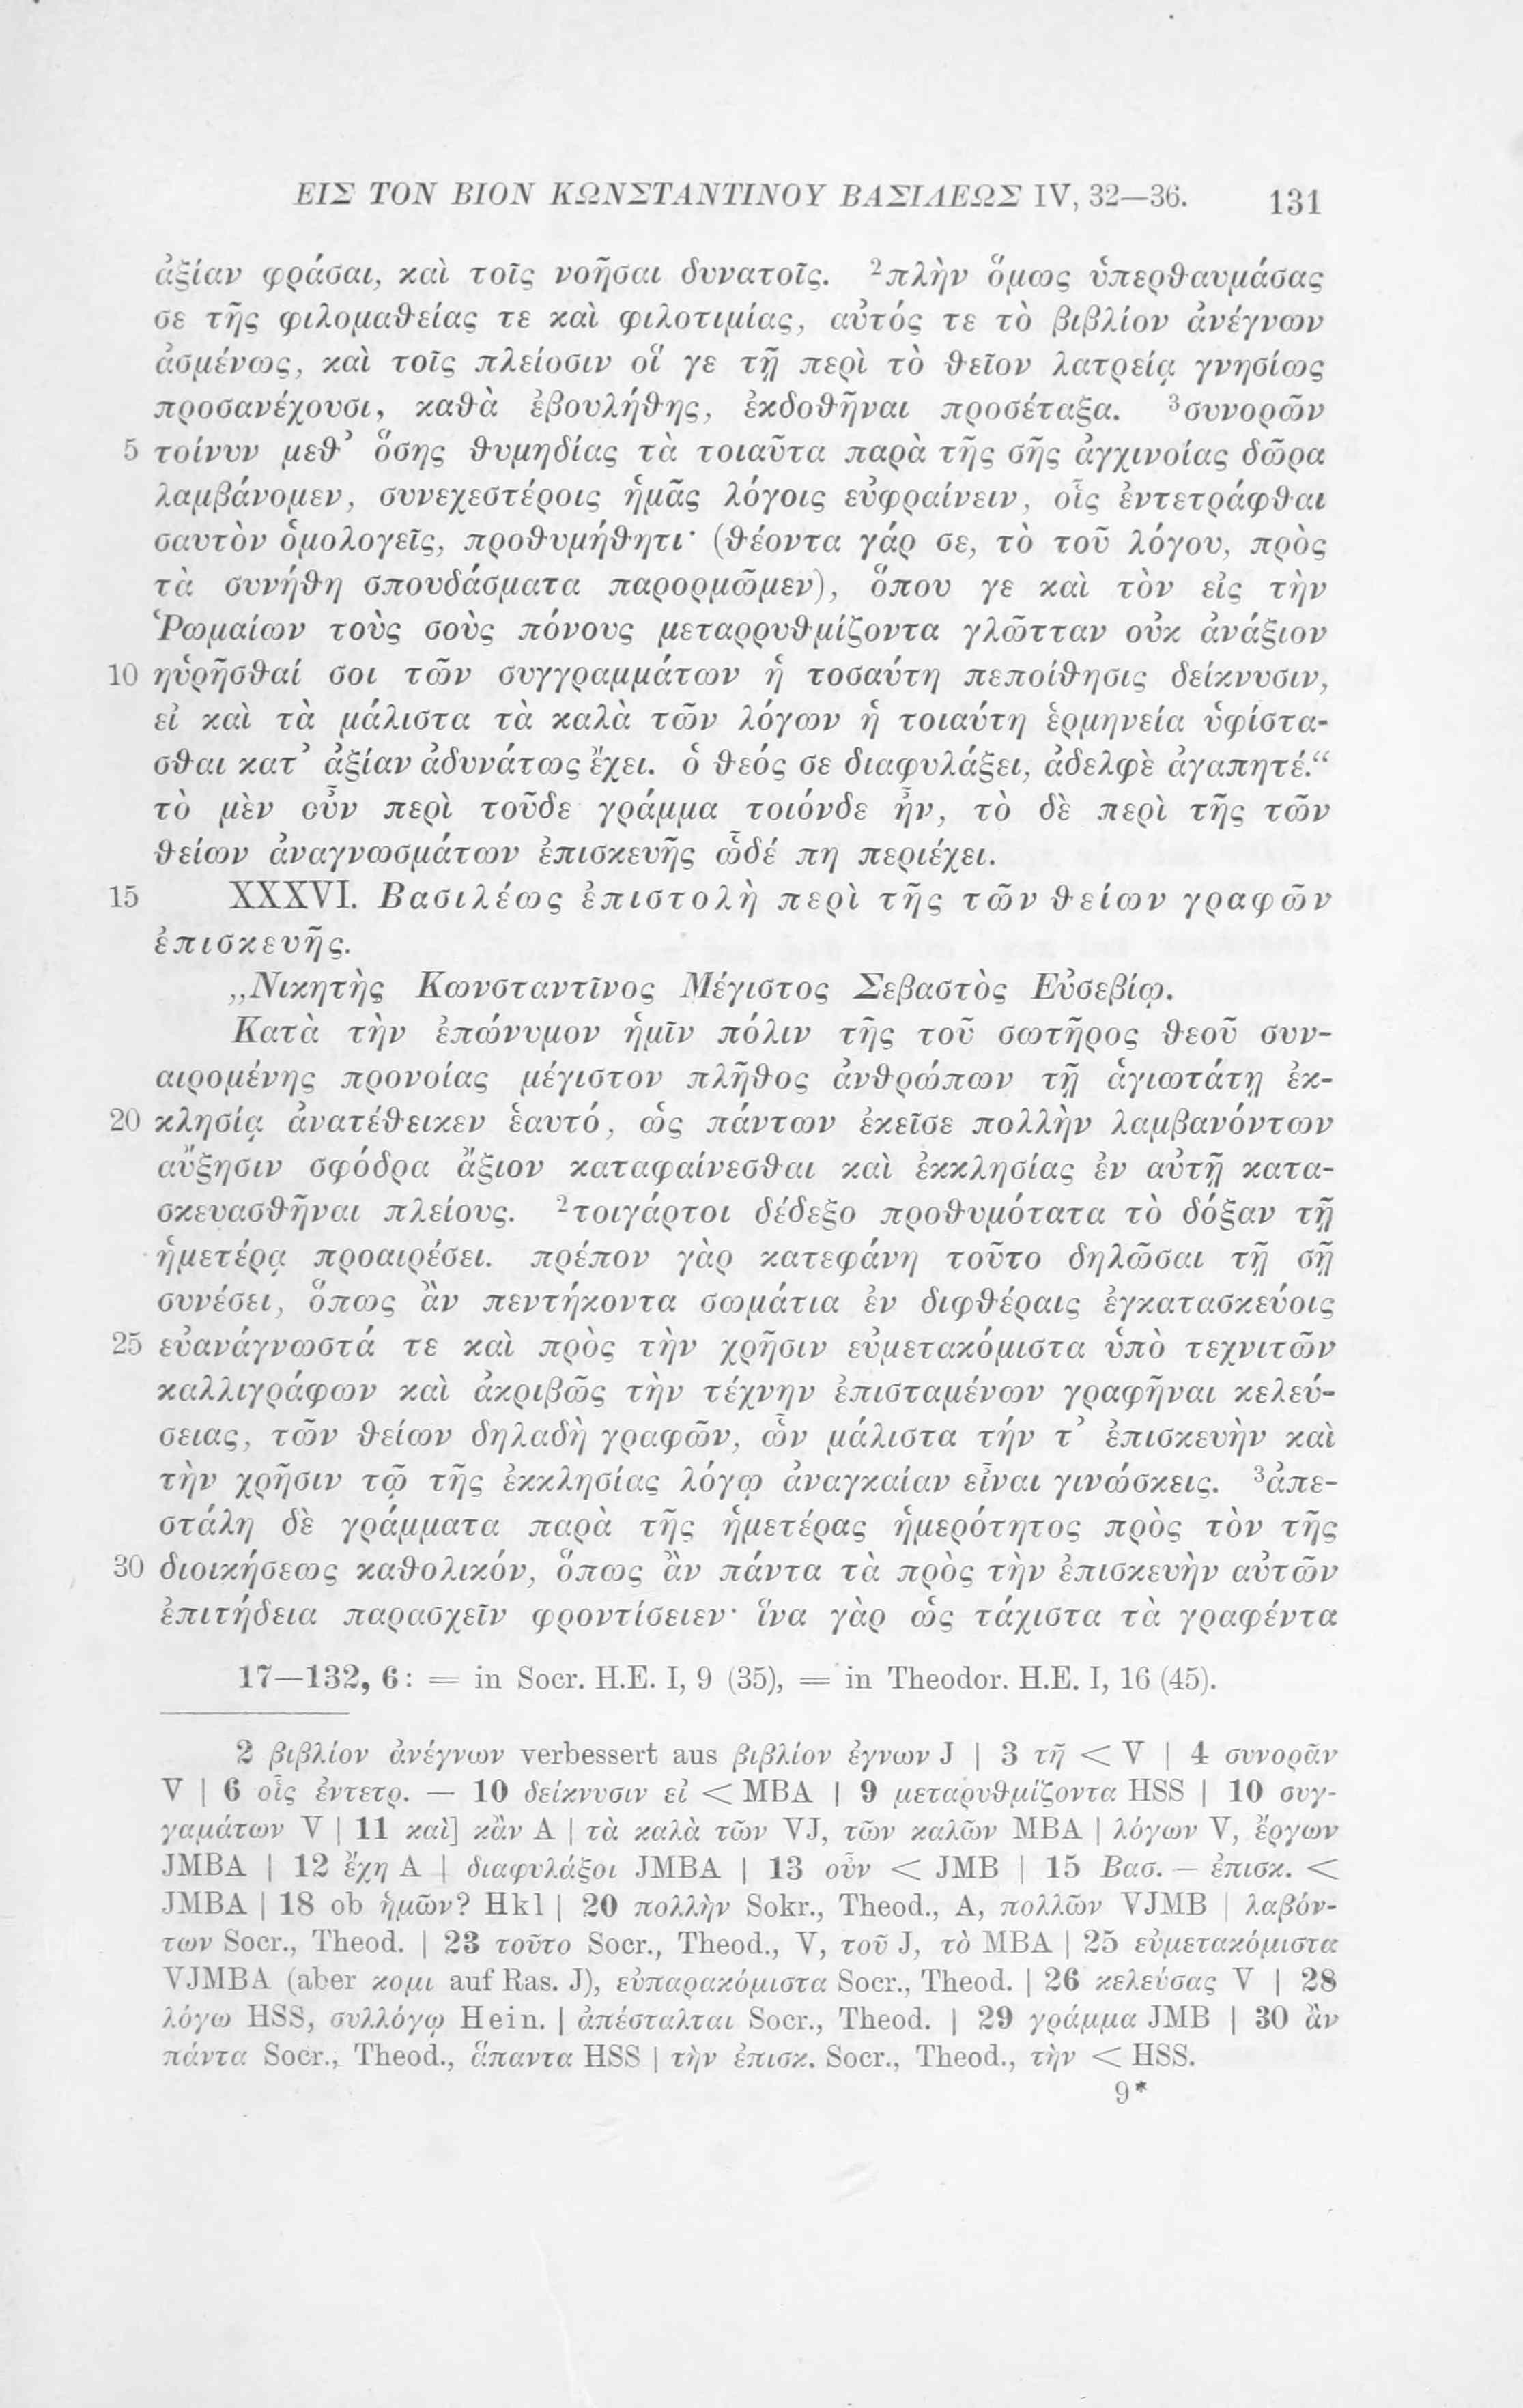 ΕΙΣ ΤΟΝ ΒΙΟΝ ΚΩΝΣΤΑΝΤΙΝΟΥ ΒΑΣΙΛΕΩΣ IV, 32—36. 131
ἀξίαν φράσαι, καὶ τοῖς νοῆσαι δυνατοῖς. ²πλὴν ὅμως ὑπερθαυμάσας
σε τῆς φιλομαθείας τε καὶ φιλοτιμίας, αὐτός τε τὸ βιβλίον ἀνέγνων
ἀσμένως, καὶ τοῖς πλείοσιν οἵ γε τῇ περὶ τὸ θεῖον λατρείᾳ γνησίως
προσανέχουσι, καθὰ ἐβουλήθης, ἐκδοθῆναι προσέταξα. ³συνορῶν
5 τοίνυν μεθ’ ὅσης θυμηδίας τὰ τοιαῦτα παρὰ τῆς σῆς ἀγχινοίας δῶρα
λαμβάνομεν, συνεχεστέροις ἡμᾶς λόγοις εὐφραίνειν, οἷς ἐντετράφθαι
σαυτὸν ὁμολογεῖς, προθυμήθητι· (θέοντα γάρ σε, τὸ τοῦ λόγου, πρὸς
τὰ συνήθη σπουδάσματα παρορμῶμεν), ὅπου γε καὶ τὸν εἰς τὴν
Ῥωμαίων τοὺς σοὺς πόνους μεταρρυθμίζοντα γλῶτταν οὐκ ἀνάξιον
10 ηὑρῆσθαί σοι τῶν συγγραμμάτων ἡ τοσαύτη πεποίθησις δείκνυσιν,
εἰ καὶ τὰ μάλιστα τὰ καλὰ τῶν λόγων ἡ τοιαύτη ἑρμηνεία ὑφίστα-
σθαι κατ’ ἀξίαν ἀδυνάτως ἔχει. ὁ θεός σε διαφυλάξει, ἀδελφὲ ἀγαπητέ.“
τὸ μὲν οὖν περὶ τοῦδε γράμμα τοιόνδε ἦν, τὸ δὲ περὶ τῆς τῶν
θείων ἀναγνωσμάτων ἐπισκευῆς ὧδέ πη περιέχει.
15 XXXVI. Βασιλέως ἐπιστολὴ περὶ τῆς τῶν θείων γραφῶν
ἐπισκευῆς.
„Νικητὴς Κωνσταντῖνος Μέγιστος Σεβαστὸς Εὐσεβίῳ.
Κατὰ τὴν ἐπώνυμον ἡμῖν πόλιν τῆς τοῦ σωτῆρος θεοῦ συν-
αιρομένης προνοίας μέγιστον πλῆθος ἀνθρώπων τῇ ἁγιωτάτῃ ἐκ-
20 κλησίᾳ ἀνατέθεικεν ἑαυτό, ὡς πάντων ἐκεῖσε πολλὴν λαμβανόντων
αὔξησιν σφόδρα ἄξιον καταφαίνεσθαι καὶ ἐκκλησίας ἐν αὐτῇ κατα-
σκευασθῆναι πλείους. ²τοιγάρτοι δέδεξο προθυμότατα τὸ δόξαν τῇ
ἡμετέρᾳ προαιρέσει. πρέπον γὰρ κατεφάνη τοῦτο δηλῶσαι τῇ σῇ
συνέσει, ὅπως ἂν πεντήκοντα σωμάτια ἐν διφθέραις ἐγκατασκεύοις
25 εὐανάγνωστά τε καὶ πρὸς τὴν χρῆσιν εὐμετακόμιστα ὑπὸ τεχνιτῶν
καλλιγράφων καὶ ἀκριβῶς τὴν τέχνην ἐπισταμένων γραφῆναι κελεύ-
σειας, τῶν θείων δηλαδὴ γραφῶν, ὧν μάλιστα τήν τ’ ἐπισκευὴν καὶ
τὴν χρῆσιν τῷ τῆς ἐκκλησίας λόγῳ ἀναγκαίαν εἶναι γινώσκεις. ³ἀπε-
στάλη δὲ γράμματα παρὰ τῆς ἡμετέρας ἡμερότητος πρὸς τὸν τῆς
30 διοικήσεως καθολικόν, ὅπως ἂν πάντα τὰ πρὸς τὴν ἐπισκευὴν αὐτῶν
ἐπιτήδεια παρασχεῖν φροντίσειεν· ἵνα γὰρ ὡς τάχιστα τὰ γραφέντα
17—132, 6: = in Socr. H.E. I, 9 (35), = in Theodor. H.E. I, 16 (45).
2 βιβλίον ἀνέγνων verbessert aus βιβλίον ἔγνων J | 3 τῇ < V | 4 συνορᾶν
V | 6 οἷς ἐντετρ. — 10 δείκνυσιν εἰ < MBA | 9 μεταρυθμίζοντα HSS | 10 συγ-
γαμάτων V | 11 καὶ] κἂν A | τὰ καλὰ τῶν VJ, τῶν καλῶν MBA | λόγων V, ἔργων
JMBA | 12 ἔχῃ A | διαφυλάξοι JMBA | 13 οὖν < JMB | 15 Βασ. — ἐπισκ. <
JMBA | 18 ob ἡμῶν? Hkl | 20 πολλὴν Sokr., Theod., A, πολλῶν VJMB | λαβόν-
των Socr., Theod. | 23 τοῦτο Socr., Theod., V, τοῦ J, τὸ MBA | 25 εὐμετακόμιστα
VJMBA (aber κομι auf Ras. J), εὐπαρακόμιστα Socr., Theod. | 26 κελεύσας V | 28
λόγω HSS, συλλόγῳ Hein. | ἀπέσταλται Socr., Theod. | 29 γράμμα JMB | 30 ἂν
πάντα Socr., Theod., ἅπαντα HSS | τὴν ἐπισκ. Socr., Theod., τὴν < HSS.
9*